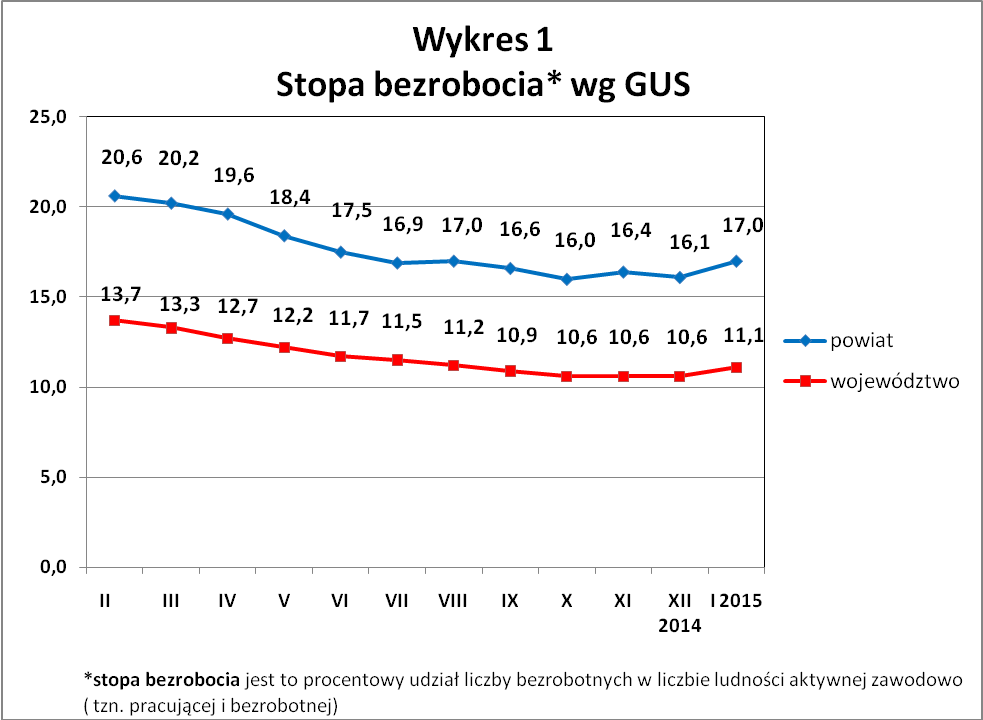 Wykres 1
Stopa bezrobocia* wg GUS
25,0
20,0
15,0
10,0
5,0
0,0
20,6 20,2 19,6 18,4 17,5 16,9 17,0 16,6 16,0 16,4 16,1 17,0
13,7 13,3 12,7 12,2 11,7 11,5 11,2 10,9 10,6 10,6 10,6 11,1
II III IV V VI VII VIII IX X XI XII I 2015
2014
powiat
województwo
*stopa bezrobocia jest to procentowy udział liczby bezrobotnych w liczbie ludności aktywnej zawodowo
( tzn. pracującej i bezrobotnej)